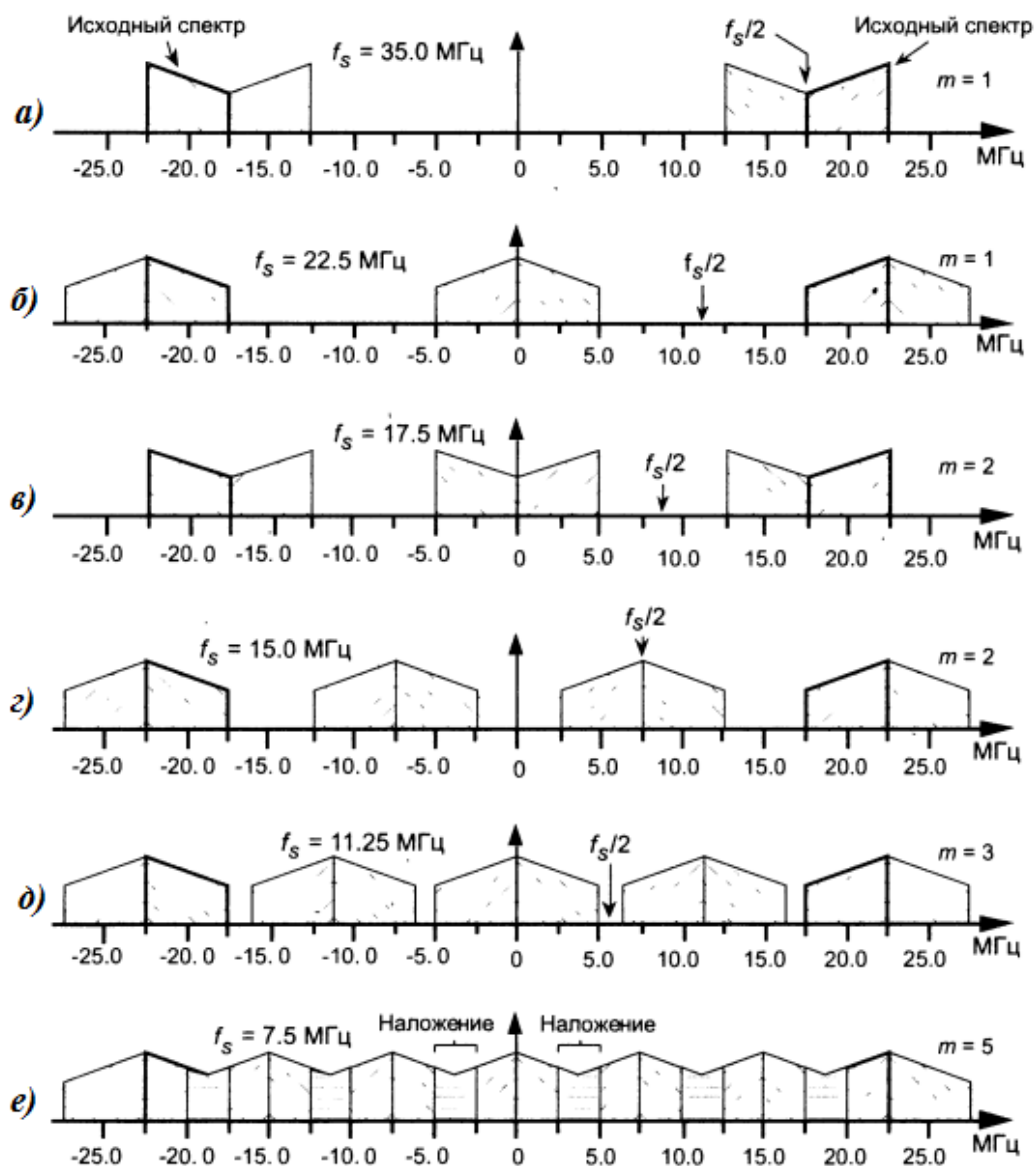 Исходный спектр
f_s = 35.0 МГц
f_s/2
Исходный спектр
m = 1
а)
-25.0 -20. 0 -15. 0 -10. 0 -5. 0 0 5.0 10.0 15.0 20.0 25.0 МГц
f_s = 22.5 МГц
f_s/2
m = 1
б)
-25.0 -20. 0 -15. 0 -10. 0 -5. 0 0 5.0 10.0 15.0 20.0 25.0 МГц
f_s = 17.5 МГц
f_s/2
m = 2
в)
-25.0 -20. 0 -15. 0 -10. 0 -5. 0 0 5.0 10.0 15.0 20.0 25.0 МГц
f_s = 15.0 МГц
f_s/2
m = 2
г)
-25.0 -20. 0 -15. 0 -10. 0 -5. 0 0 5.0 10.0 15.0 20.0 25.0 МГц
f_s = 11.25 МГц
f_s/2
m = 3
д)
-25.0 -20. 0 -15. 0 -10. 0 -5. 0 0 5.0 10.0 15.0 20.0 25.0 МГц
f_s = 7.5 МГц
Наложение
Наложение
m = 5
е)
-25.0 -20. 0 -15. 0 -10. 0 -5. 0 0 5.0 10.0 15.0 20.0 25.0 МГц